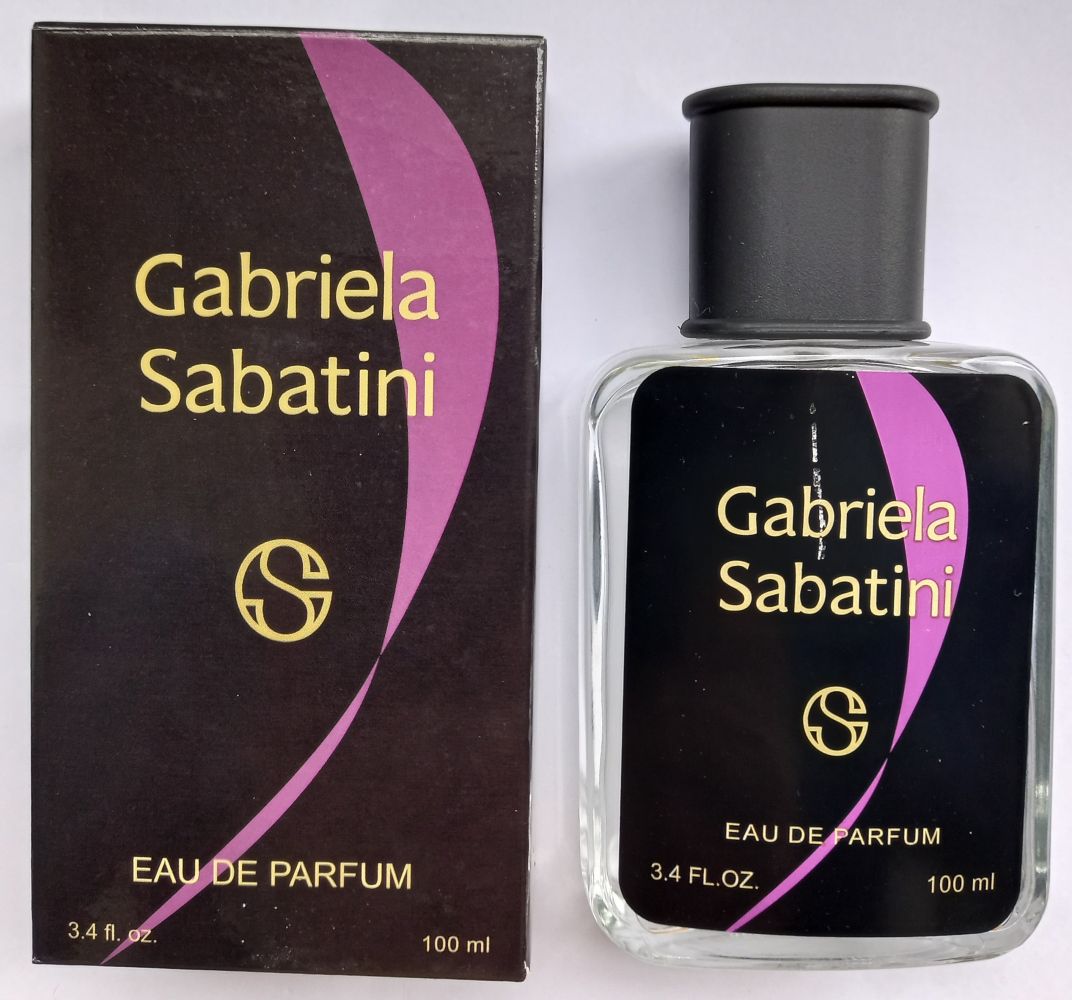 Gabriela
Sabatini
EAU DE PARFUM
3.4 fl. oz.
100 ml
Gabriela
Sabatini
EAU DE PARFUM
3.4 FL.OZ.
100 ml